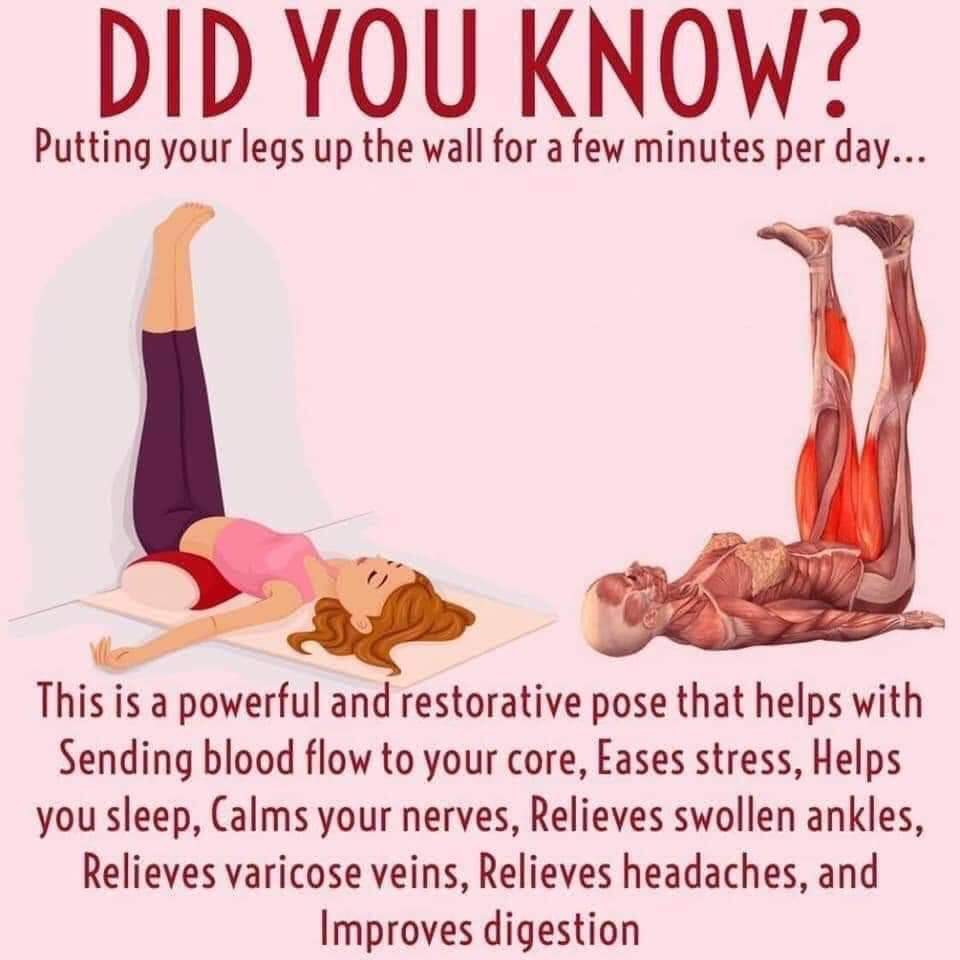 DID YOU KNOW?
Putting your legs up the wall for a few minutes per day...
This is a powerful and restorative pose that helps with
Sending blood flow to your core, Eases stress, Helps
you sleep, Calms your nerves, Relieves swollen ankles,
Relieves varicose veins, Relieves headaches, and
Improves digestion